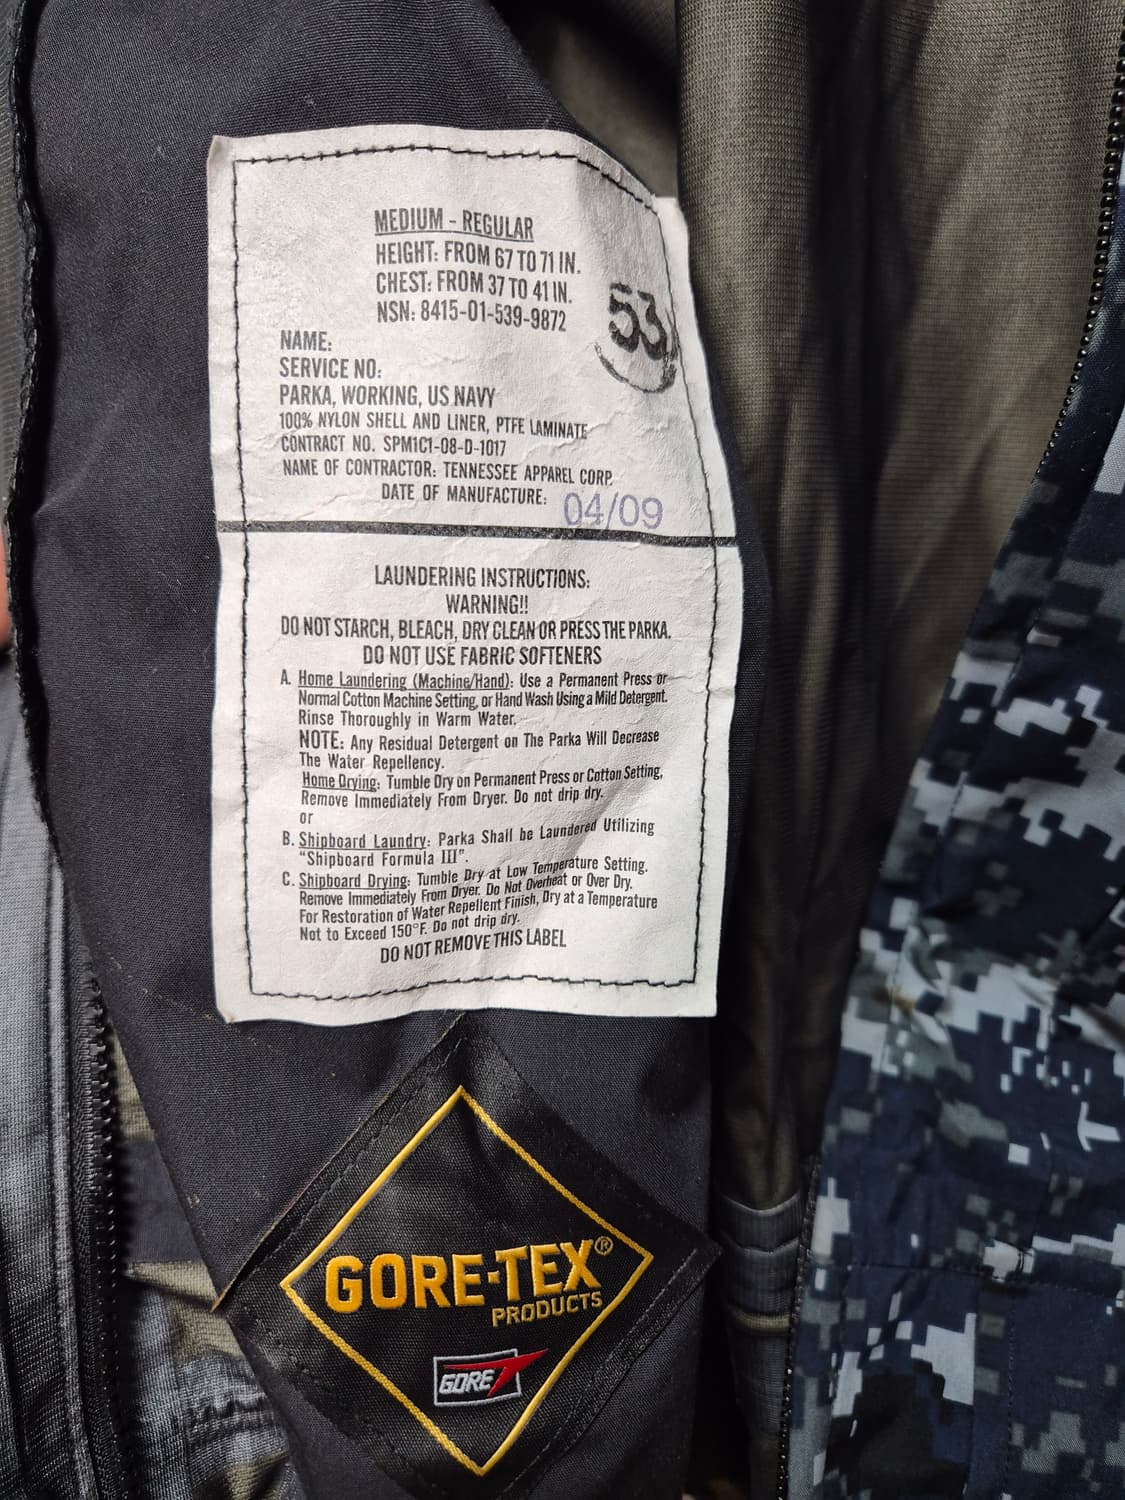 MEDIUM - REGULAR
HEIGHT: FROM 67 TO 71 IN.
CHEST: FROM 37 TO 41 IN.
NSN: 8415-01-539-9872
53
NAME:
SERVICE NO:
PARKA, WORKING, US NAVY
100% NYLON SHELL AND LINER, PTFE LAMINATE
CONTRACT NO. SPM1C1-08-D-1017
NAME OF CONTRACTOR: TENNESSEE APPAREL CORP.
DATE OF MANUFACTURE: 04/09
LAUNDERING INSTRUCTIONS:
WARNING!!
DO NOT STARCH, BLEACH, DRY CLEAN OR PRESS THE PARKA.
DO NOT USE FABRIC SOFTENERS
A. Home Laundering (Machine/Hand): Use a Permanent Press or
Normal Cotton Machine Setting, or Hand Wash Using a Mild Detergent.
Rinse Thoroughly in Warm Water.
NOTE: Any Residual Detergent on The Parka Will Decrease
The Water Repellency.
Home Drying: Tumble Dry on Permanent Press or Cotton Setting,
Remove Immediately From Dryer. Do not drip dry.
or
B. Shipboard Laundry: Parka Shall be Laundered Utilizing
"Shipboard Formula III".
C. Shipboard Drying: Tumble Dry at Low Temperature Setting.
Remove Immediately From Dryer. Do Not Overheat or Over Dry,
For Restoration of Water Repellent Finish, Dry at a Temperature
Not to Exceed 150°F. Do not drip dry.
DO NOT REMOVE THIS LABEL
GORE-TEX®
PRODUCTS
GORE